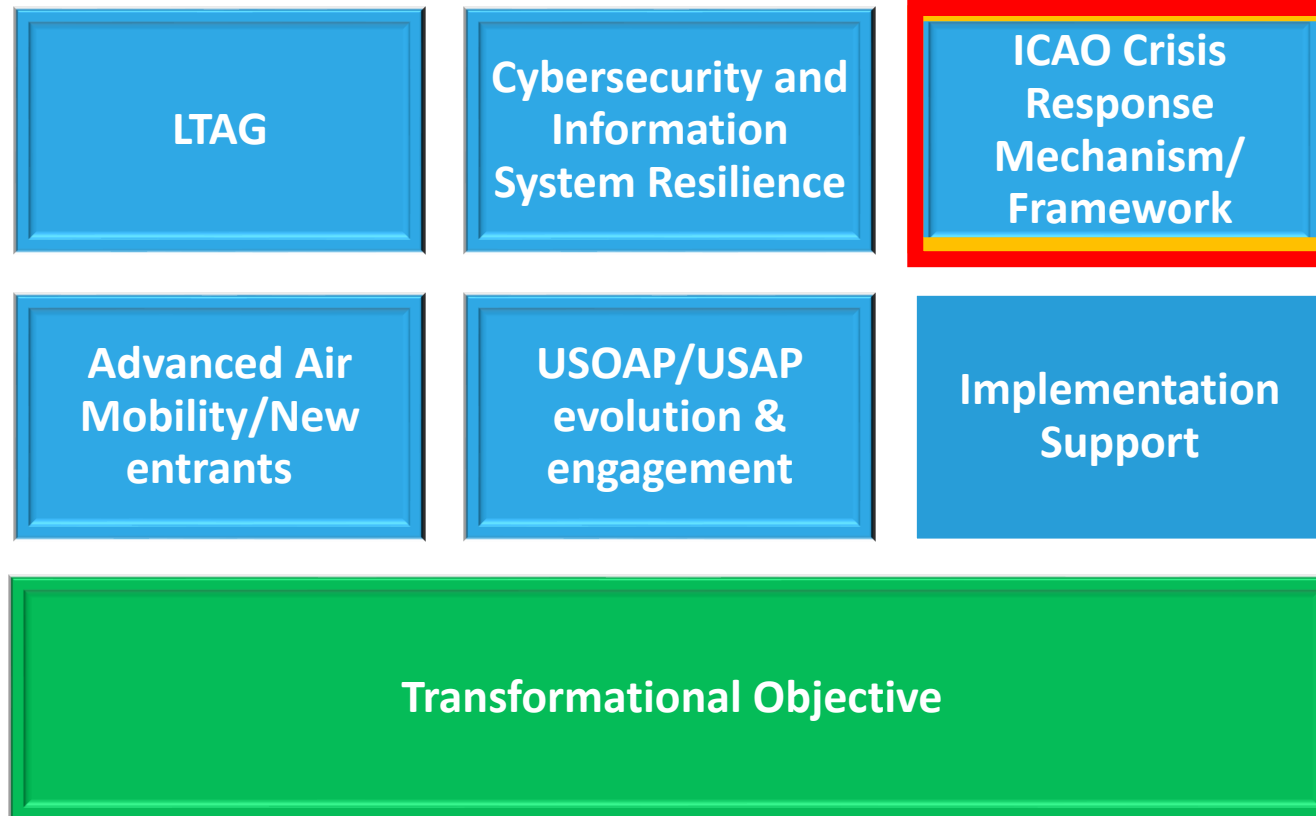 LTAG
Cybersecurity and
Information
System Resilience
ICAO Crisis
Response
Mechanism/
Framework
Advanced Air
Mobility/New
entrants
USOAP/USAP
evolution &
engagement
Implementation
Support
Transformational Objective